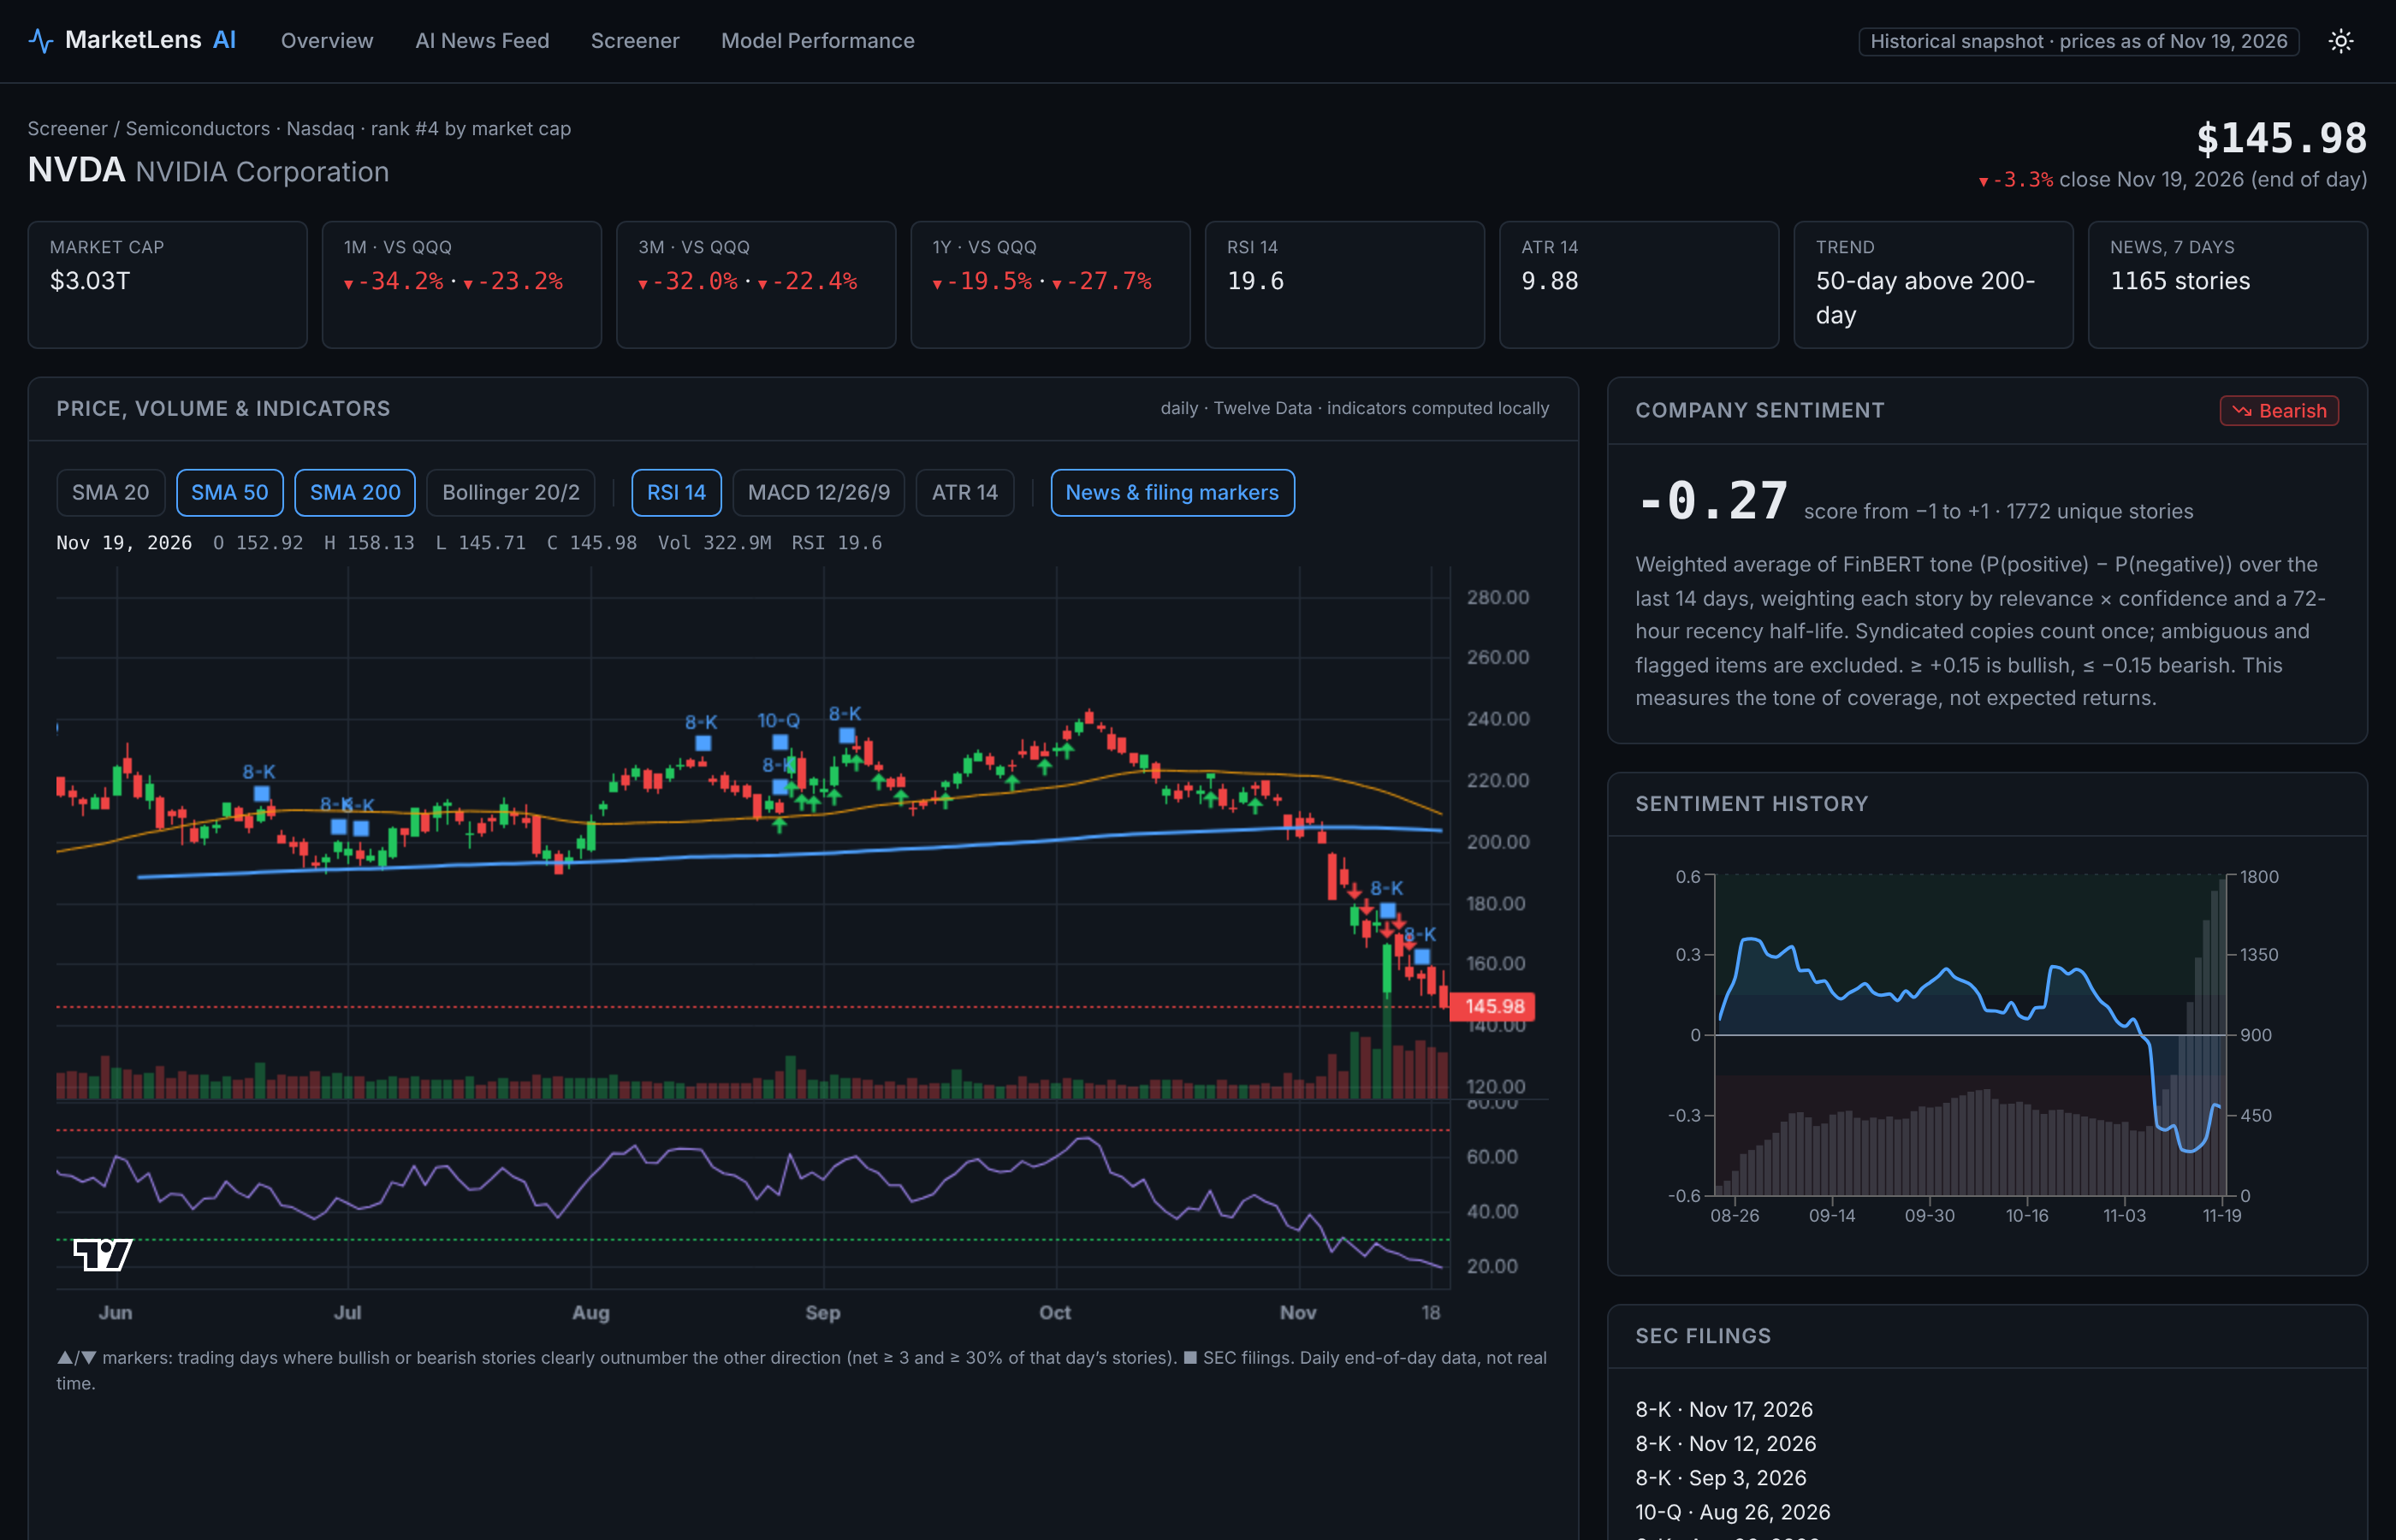 MarketLens AI
Overview
AI News Feed
Screener
Model Performance
Historical snapshot · prices as of Nov 19, 2026
Screener / Semiconductors · Nasdaq · rank #4 by market cap
NVDA NVIDIA Corporation
$145.98
▼-3.3% close Nov 19, 2026 (end of day)
MARKET CAP
$3.03T
1M · VS QQQ
▼-34.2% · ▼-23.2%
3M · VS QQQ
▼-32.0% · ▼-22.4%
1Y · VS QQQ
▼-19.5% · ▼-27.7%
RSI 14
19.6
ATR 14
9.88
TREND
50-day above 200-
day
NEWS, 7 DAYS
1165 stories
PRICE, VOLUME & INDICATORS
daily · Twelve Data · indicators computed locally
SMA 20
SMA 50
SMA 200
Bollinger 20/2
RSI 14
MACD 12/26/9
ATR 14
News & filing markers
Nov 19, 2026 O 152.92 H 158.13 L 145.71 C 145.98 Vol 322.9M RSI 19.6
280.00
260.00
240.00
220.00
200.00
180.00
160.00
145.98
140.00
120.00
80.00
60.00
40.00
20.00
8-K
8-K
8-K
8-K
10-Q
8-K
8-K
8-K
8-K
Jun
Jul
Aug
Sep
Oct
Nov
18
▲/▼ markers: trading days where bullish or bearish stories clearly outnumber the other direction (net ≥ 3 and ≥ 30% of that day's stories). ■ SEC filings. Daily end-of-day data, not real
time.
COMPANY SENTIMENT
Bearish
-0.27 score from −1 to +1 · 1772 unique stories
Weighted average of FinBERT tone (P(positive) − P(negative)) over the
last 14 days, weighting each story by relevance × confidence and a 72-
hour recency half-life. Syndicated copies count once; ambiguous and
flagged items are excluded. ≥ +0.15 is bullish, ≤ −0.15 bearish. This
measures the tone of coverage, not expected returns.
SENTIMENT HISTORY
0.6
0.3
0
-0.3
-0.6
1800
1350
900
450
0
08-26
09-14
09-30
10-16
11-03
11-19
SEC FILINGS
8-K · Nov 17, 2026
8-K · Nov 12, 2026
8-K · Sep 3, 2026
10-Q · Aug 26, 2026